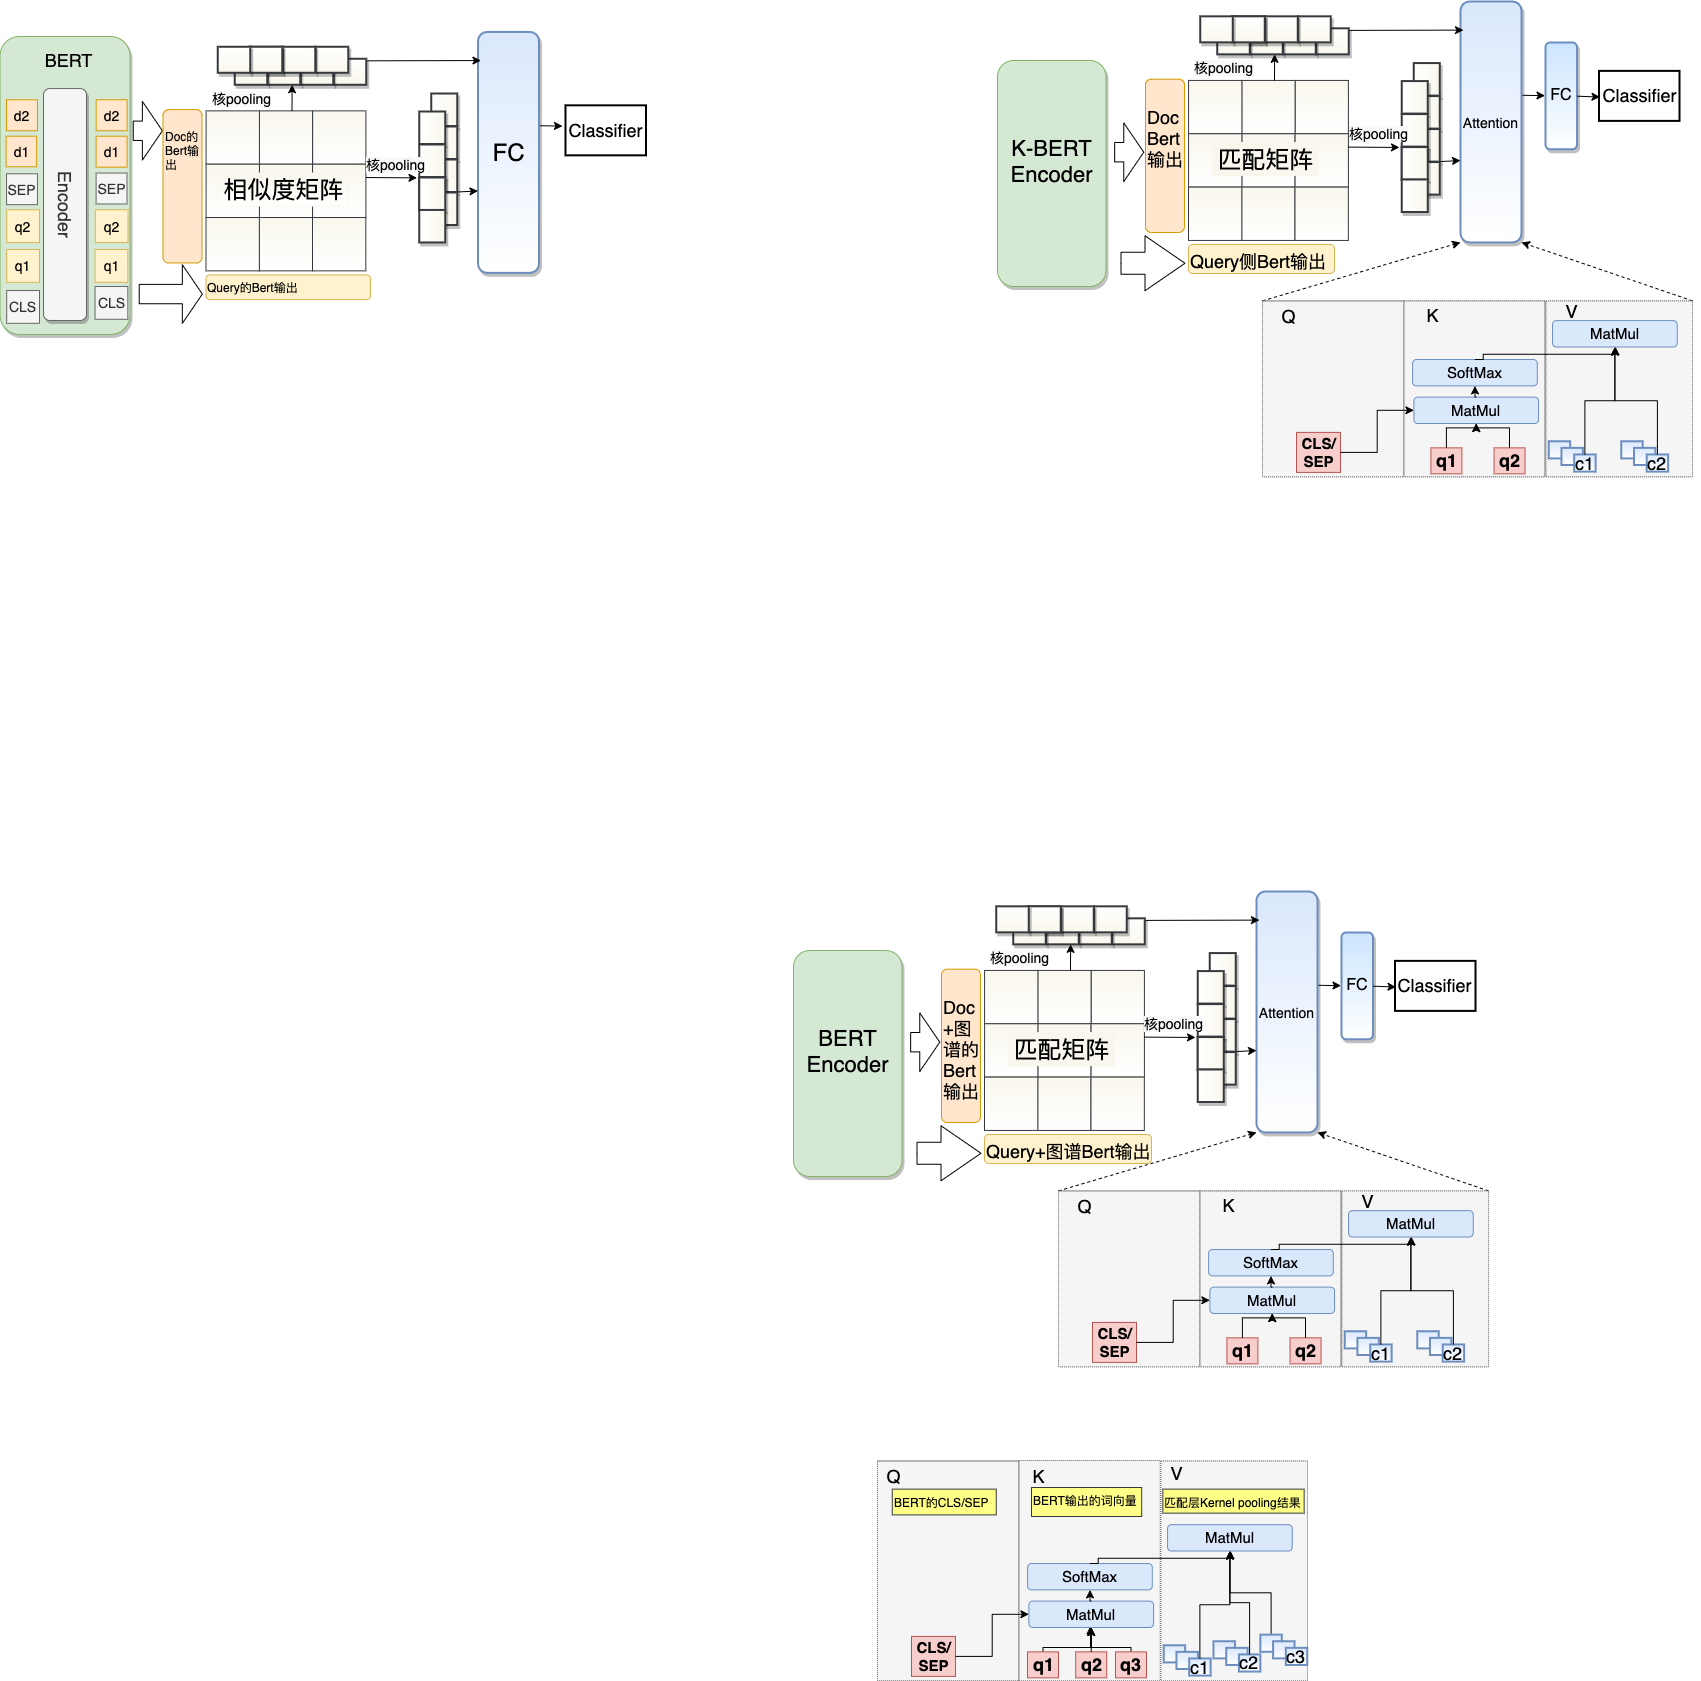 BERT
d2
d1
SEP
q2
q1
CLS
Encoder
d2
d1
SEP
q2
q1
CLS
Doc的
Bert输
出
核pooling
相似度矩阵
核pooling
Query的Bert输出
FC
Classifier
K-BERT
Encoder
Doc
Bert
输出
核pooling
匹配矩阵
核pooling
Query侧Bert输出
Attention
FC
Classifier
Q
K
V
MatMul
SoftMax
MatMul
CLS/
SEP
q1
q2
c1
c2
BERT
Encoder
Doc
+图
谱的
Bert
输出
核pooling
匹配矩阵
核pooling
Query+图谱Bert输出
Attention
FC
Classifier
Q
K
V
MatMul
SoftMax
MatMul
CLS/
SEP
q1
q2
c1
c2
Q
K
V
BERT的CLS/SEP
BERT输出的词向量
匹配层Kernel pooling结果
MatMul
SoftMax
MatMul
CLS/
SEP
q1
q2
q3
c1
c2
c3